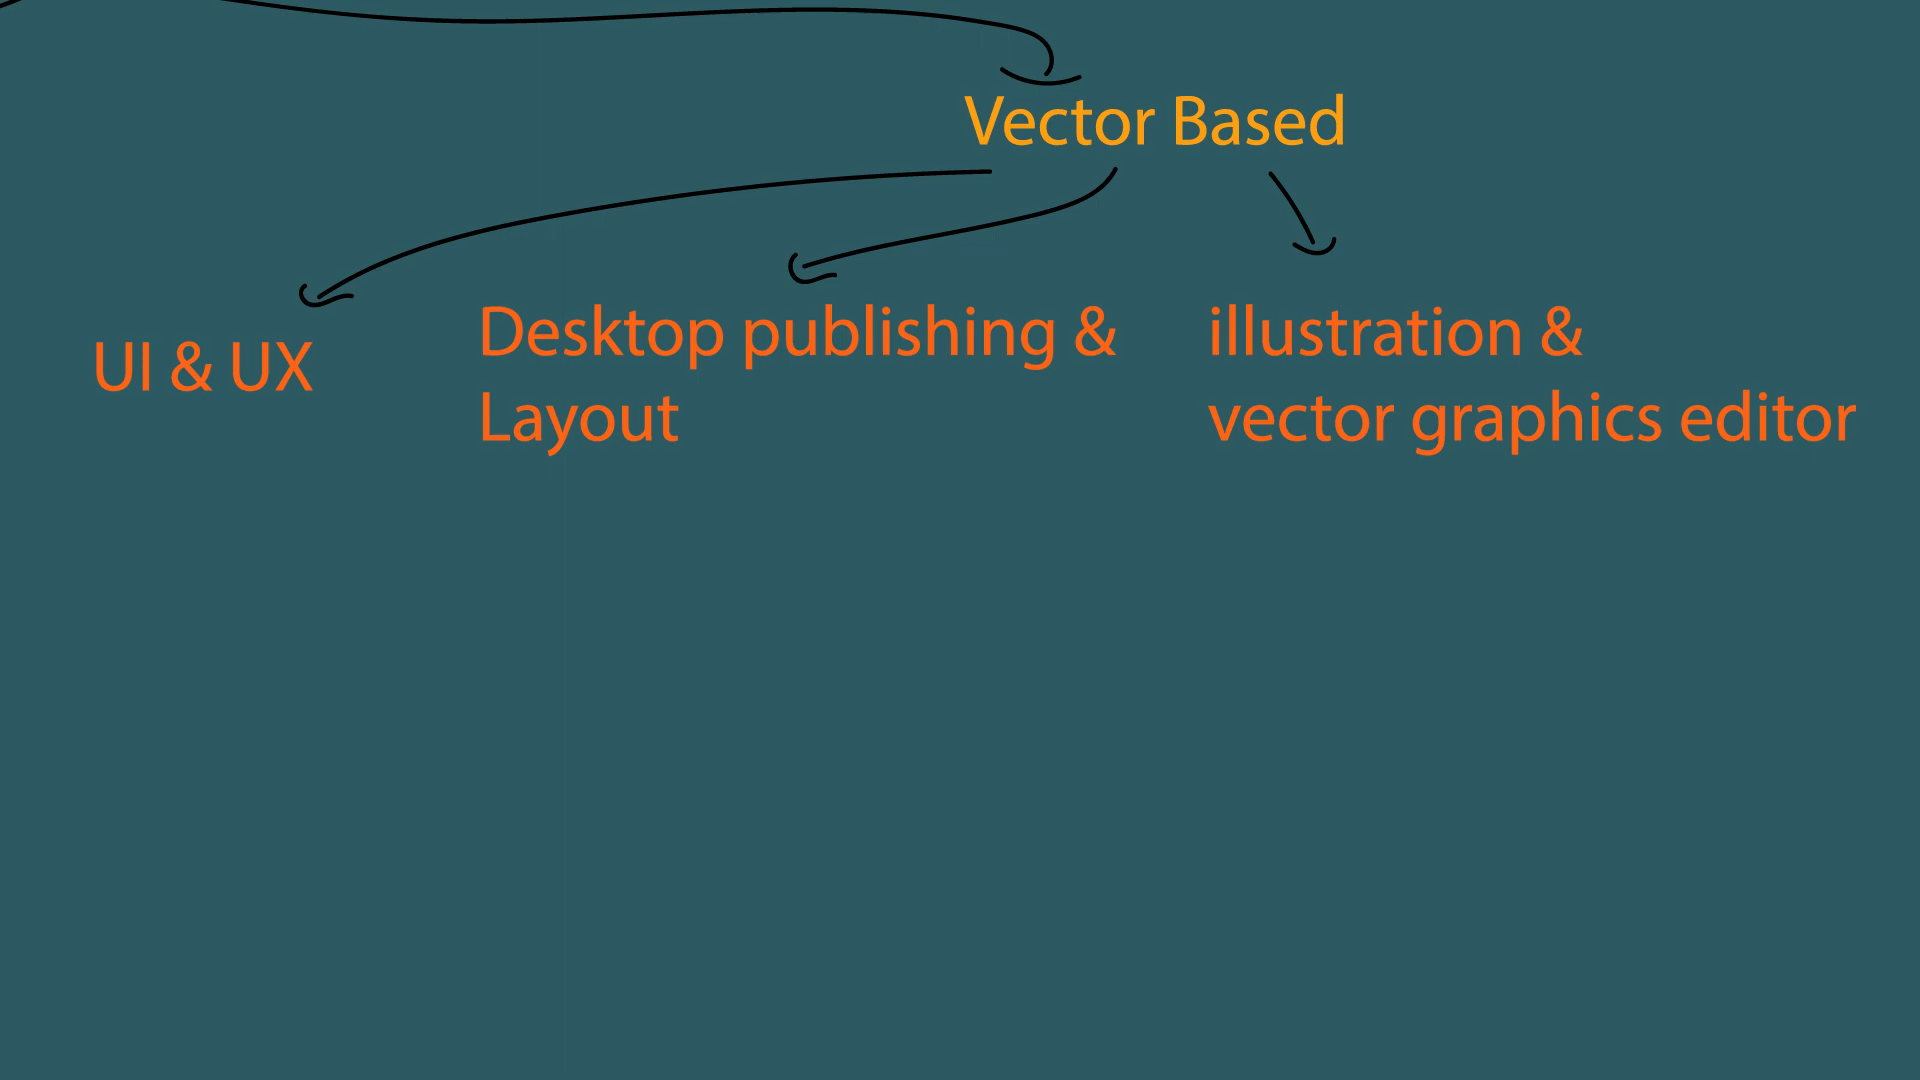 Vector Based
UI & UX
Desktop publishing &
Layout
illustration &
vector graphics editor